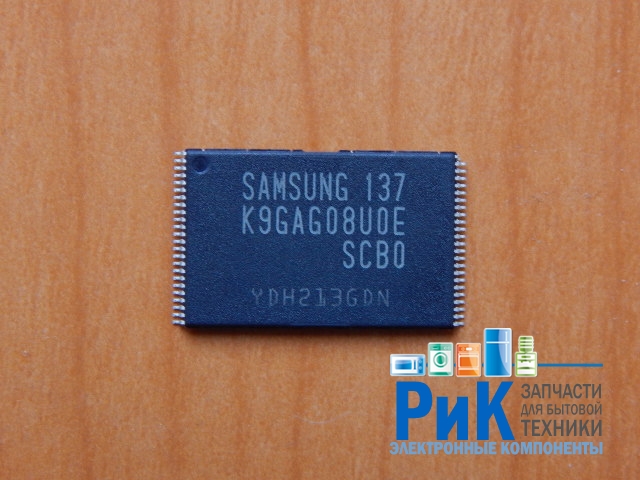 SAMSUNG 137
K9GAG08U0E
SCB0
YDH213GDN
РиК
ЗАПЧАСТИ
ДЛЯ БЫТОВОЙ
ТЕХНИКИ
ЭЛЕКТРОННЫЕ КОМПОНЕНТЫ